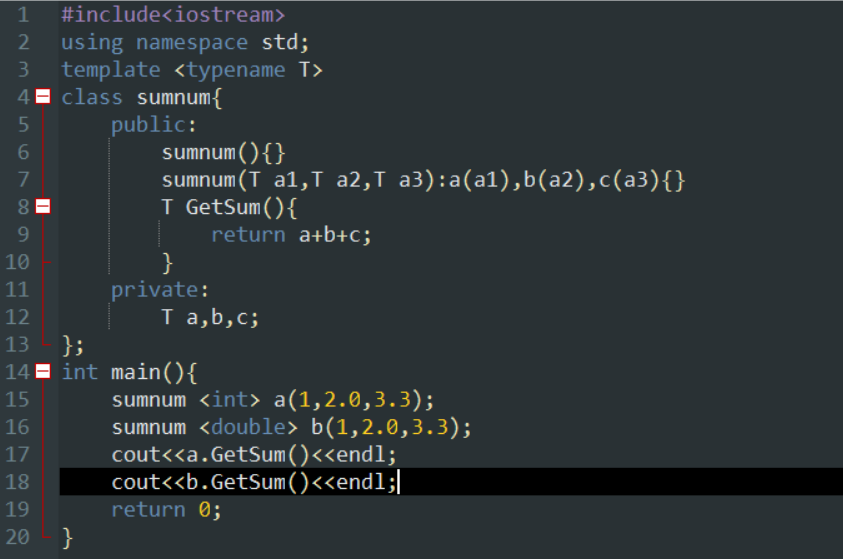 1 #include<iostream>
2 using namespace std;
3 template <typename T>
4 class sumnum{
5 public:
6 sumnum(){}
7 sumnum(T a1,T a2,T a3):a(a1),b(a2),c(a3){}
8 T GetSum(){
9 return a+b+c;
10 }
11 private:
12 T a,b,c;
13 };
14 int main(){
15 sumnum <int> a(1,2.0,3.3);
16 sumnum <double> b(1,2.0,3.3);
17 cout<<a.GetSum()<<endl;
18 cout<<b.GetSum()<<endl;
19 return 0;
20 }